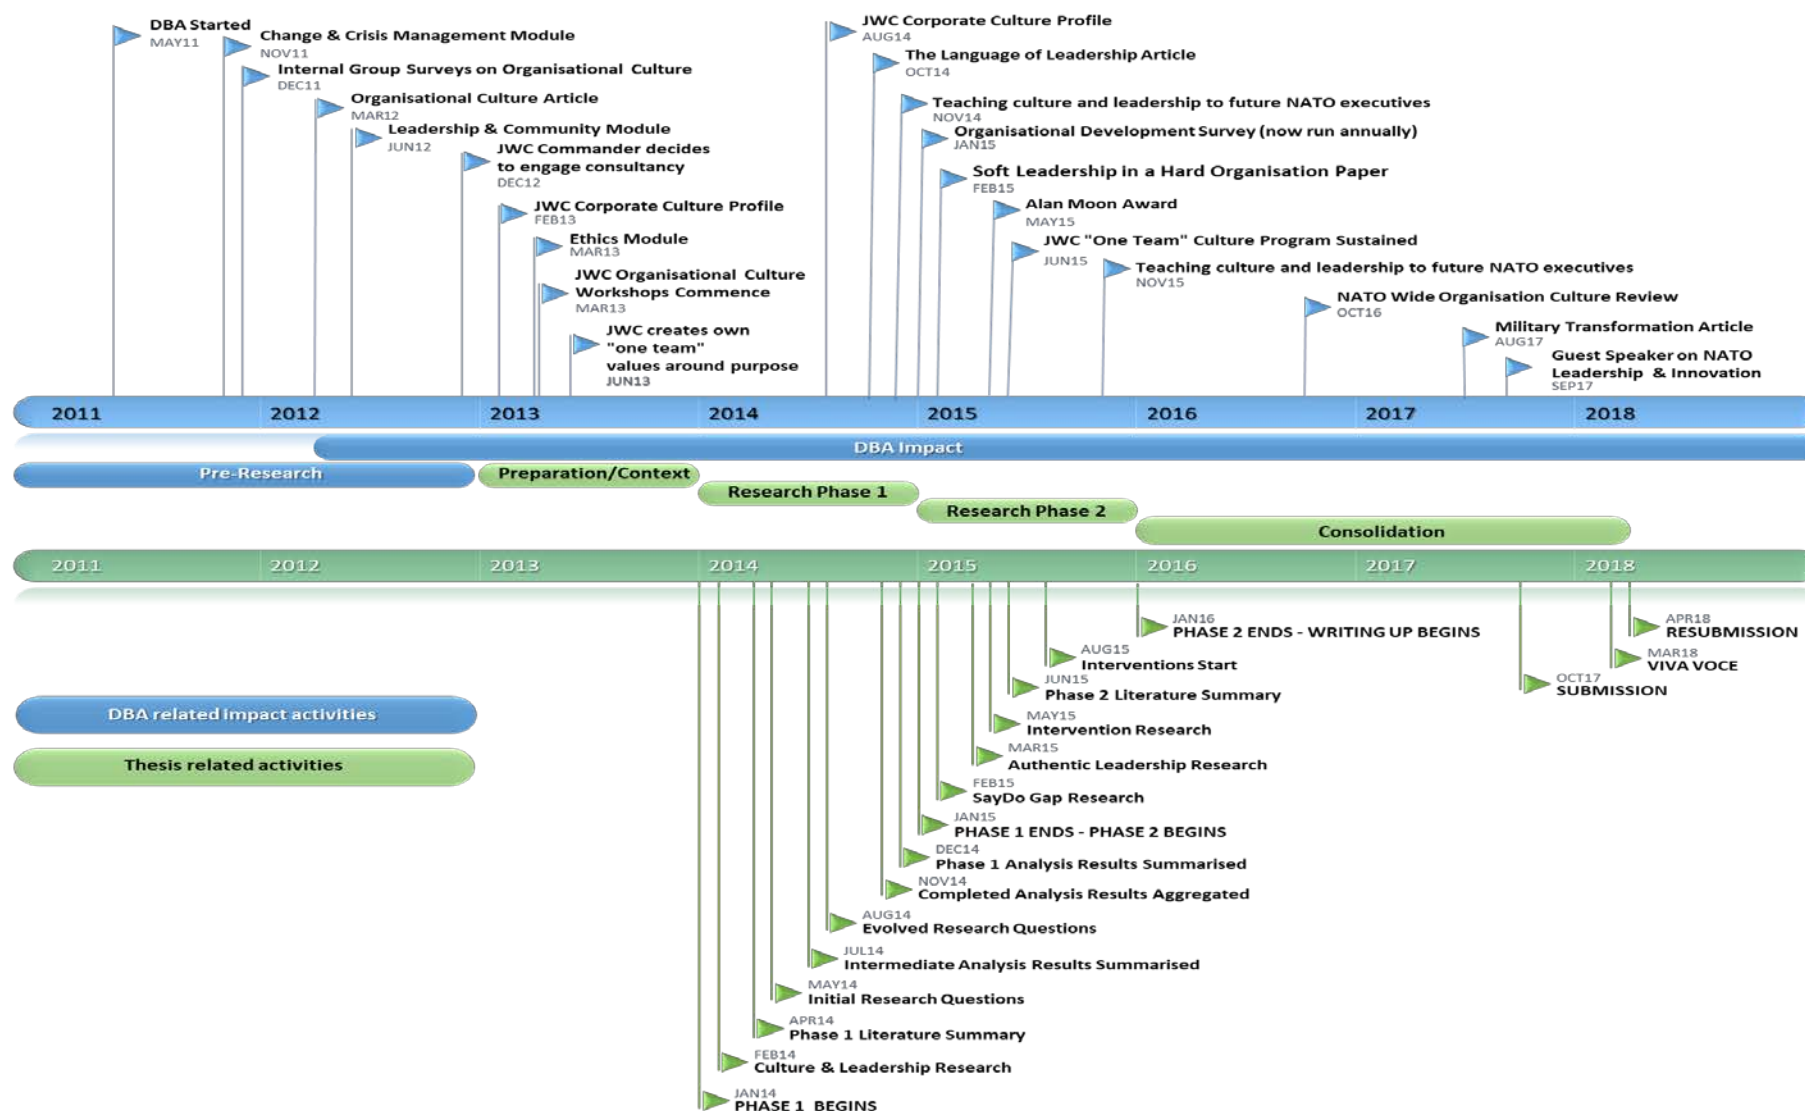 DBA Started
MAY11
Change & Crisis Management Module
NOV11
Internal Group Surveys on Organisational Culture
DEC11
Organisational Culture Article
MAR12
Leadership & Community Module
JUN12
JWC Commander decides
to engage consultancy
DEC12
JWC Corporate Culture Profile
FEB13
Ethics Module
MAR13
JWC Organisational Culture
Workshops Commence
MAR13
JWC creates own
"one team"
values around purpose
JUN13
JWC Corporate Culture Profile
AUG14
The Language of Leadership Article
OCT14
Teaching culture and leadership to future NATO executives
NOV14
Organisational Development Survey (now run annually)
JAN15
Soft Leadership in a Hard Organisation Paper
FEB15
Alan Moon Award
MAY15
JWC "One Team" Culture Program Sustained
JUN15
Teaching culture and leadership to future NATO executives
NOV15
NATO Wide Organisation Culture Review
OCT16
Military Transformation Article
AUG17
Guest Speaker on NATO
Leadership & Innovation
SEP17
2011 2012 2013 2014 2015 2016 2017 2018
DBA Impact
Pre-Research
Preparation/Context
Research Phase 1
Research Phase 2
Consolidation
2011 2012 2013 2014 2015 2016 2017 2018
JAN16
PHASE 2 ENDS - WRITING UP BEGINS
APR18
RESUBMISSION
AUG15
Interventions Start
MAR18
VIVA VOCE
JUN15
Phase 2 Literature Summary
OCT17
SUBMISSION
DBA related impact activities
MAY15
Intervention Research
MAR15
Authentic Leadership Research
Thesis related activities
FEB15
SayDo Gap Research
JAN15
PHASE 1 ENDS - PHASE 2 BEGINS
DEC14
Phase 1 Analysis Results Summarised
NOV14
Completed Analysis Results Aggregated
AUG14
Evolved Research Questions
JUL14
Intermediate Analysis Results Summarised
MAY14
Initial Research Questions
APR14
Phase 1 Literature Summary
FEB14
Culture & Leadership Research
JAN14
PHASE 1 BEGINS